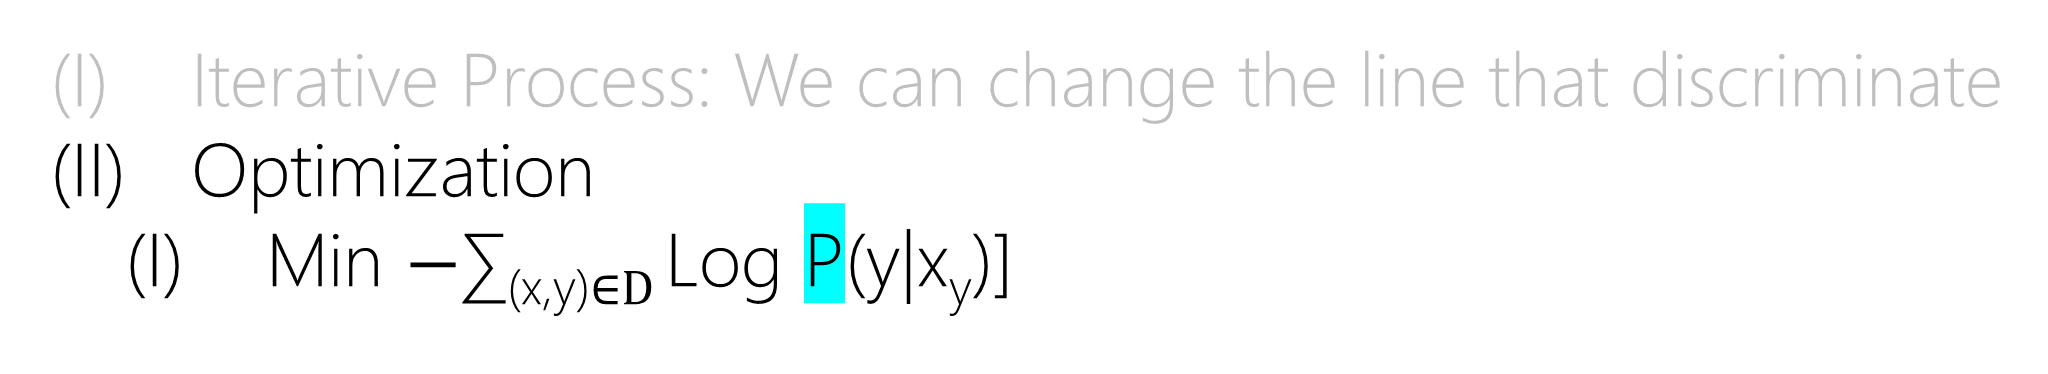 (I) Iterative Process: We can change the line that discriminate
(II) Optimization
(I) Min −∑(x,y)∈D Log P(y|xy)]